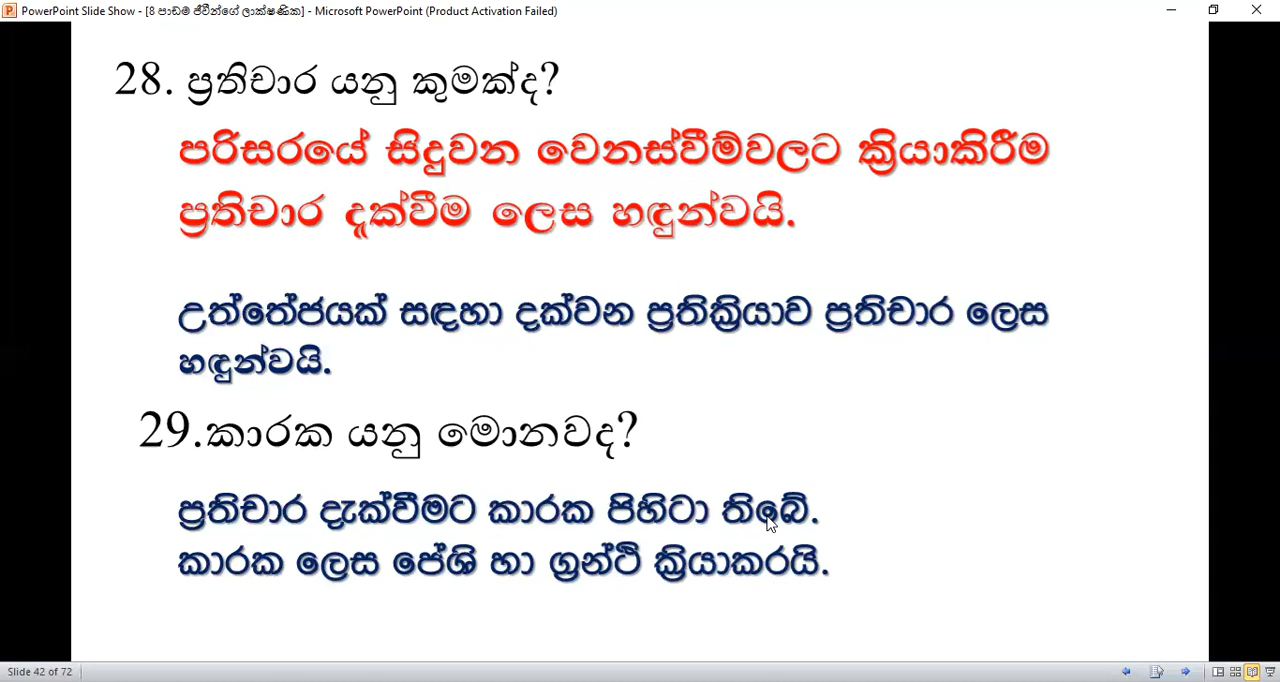 PowerPoint Slide Show - [8 පාඩම ජීවීන්ගේ ලාක්ෂණික] - Microsoft PowerPoint (Product Activation Failed)
28. ප්‍රතිචාර යනු කුමක්ද?
පරිසරයේ සිදුවන වෙනස්වීම්වලට ක්‍රියාකිරීම
ප්‍රතිචාර දැක්වීම ලෙස හඳුන්වයි.
උත්තේජයක් සඳහා දක්වන ප්‍රතික්‍රියාව ප්‍රතිචාර ලෙස
හඳුන්වයි.
29.කාරක යනු මොනවද?
ප්‍රතිචාර දැක්වීමට කාරක පිහිටා තිබේ.
කාරක ලෙස පේශි හා ග්‍රන්ථි ක්‍රියාකරයි.
Slide 42 of 72